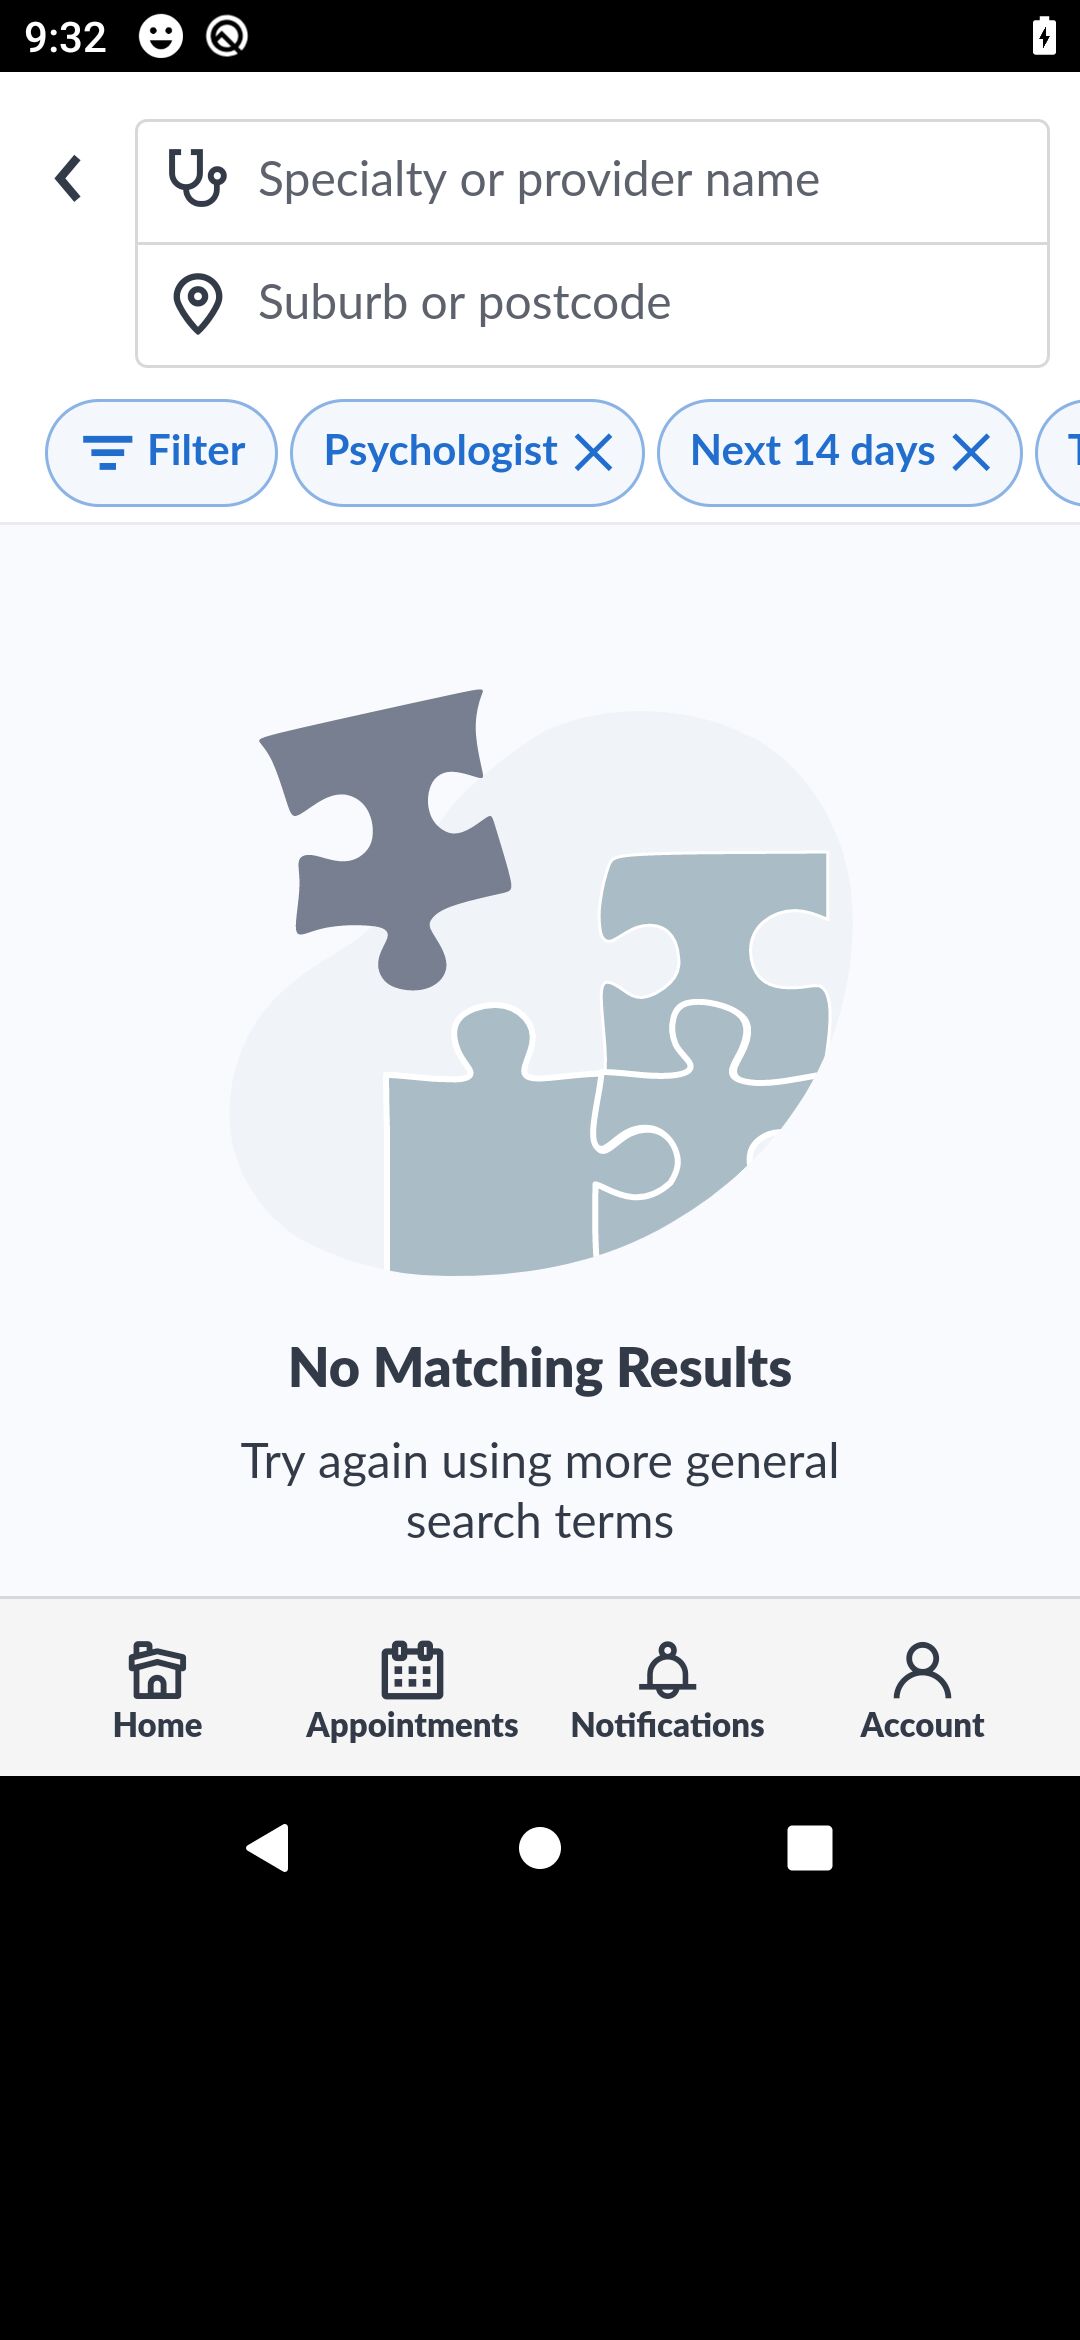 9:32
Specialty or provider name
Suburb or postcode
Filter
Psychologist
Next 14 days
No Matching Results
Try again using more general
search terms
Home
Appointments
Notifications
Account